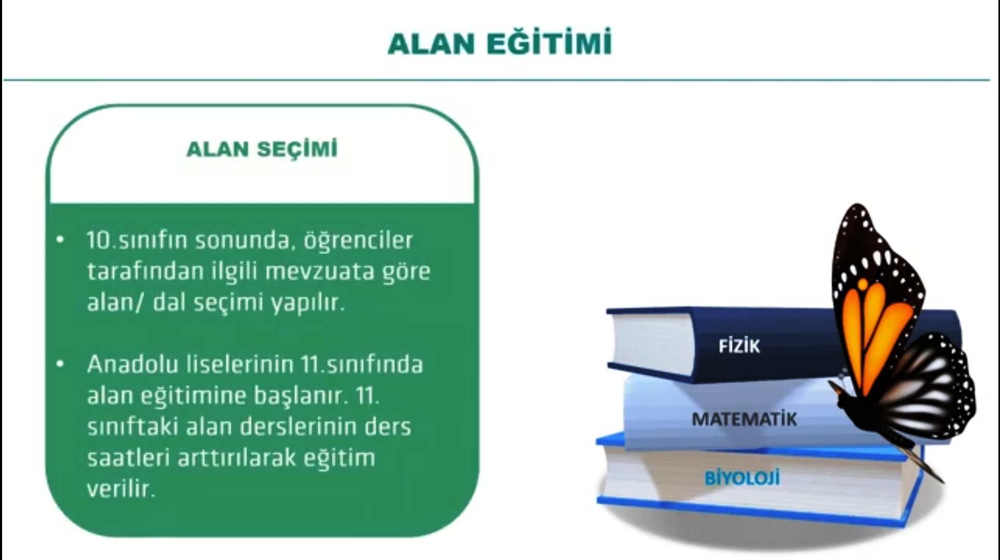 ALAN EĞİTİMİ
ALAN SEÇİMİ
• 10.sınıfın sonunda, öğrenciler
tarafından ilgili mevzuata göre
alan/ dal seçimi yapılır.
• Anadolu liselerinin 11.sınıfında
alan eğitimine başlanır. 11.
sınıftaki alan derslerinin ders
saatleri arttırılarak eğitim
verilir.
FİZİK
MATEMATİK
BİYOLOJİ